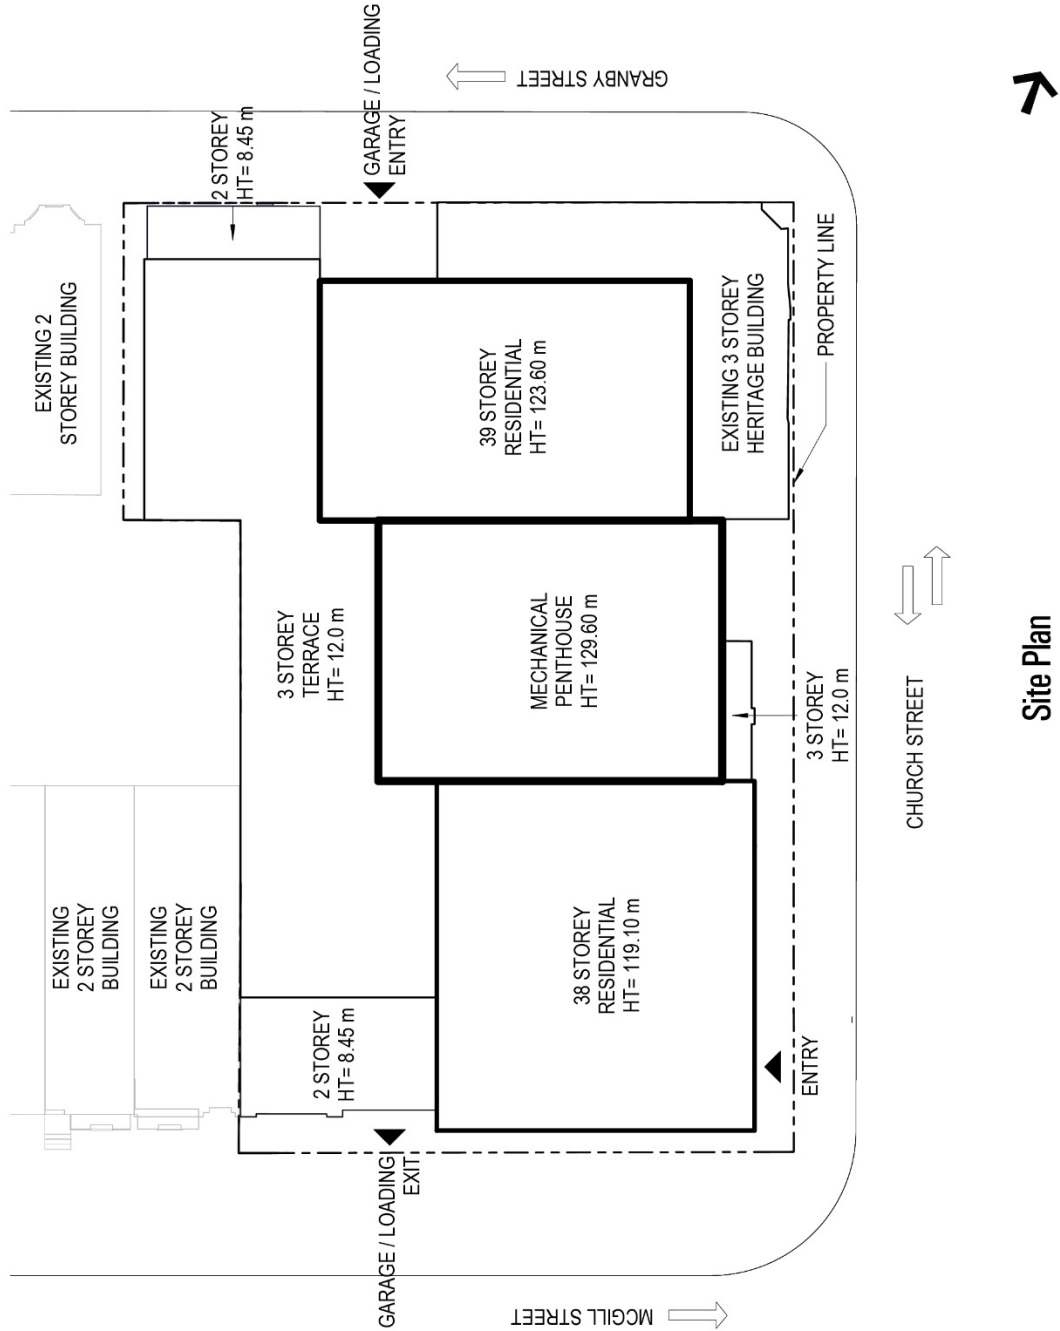 GRANBY STREET
GARAGE / LOADING
ENTRY
2 STOREY
HT= 8.45 m
EXISTING 2
STOREY BUILDING
39 STOREY
RESIDENTIAL
HT= 123.60 m
EXISTING 3 STOREY
HERITAGE BUILDING
PROPERTY LINE
3 STOREY
TERRACE
HT= 12.0 m
MECHANICAL
PENTHOUSE
HT= 129.60 m
3 STOREY
HT= 12.0 m
CHURCH STREET
EXISTING
2 STOREY
BUILDING
EXISTING
2 STOREY
BUILDING
2 STOREY
HT= 8.45 m
38 STOREY
RESIDENTIAL
HT= 119.10 m
ENTRY
GARAGE / LOADING
EXIT
MCGILL STREET
Site Plan